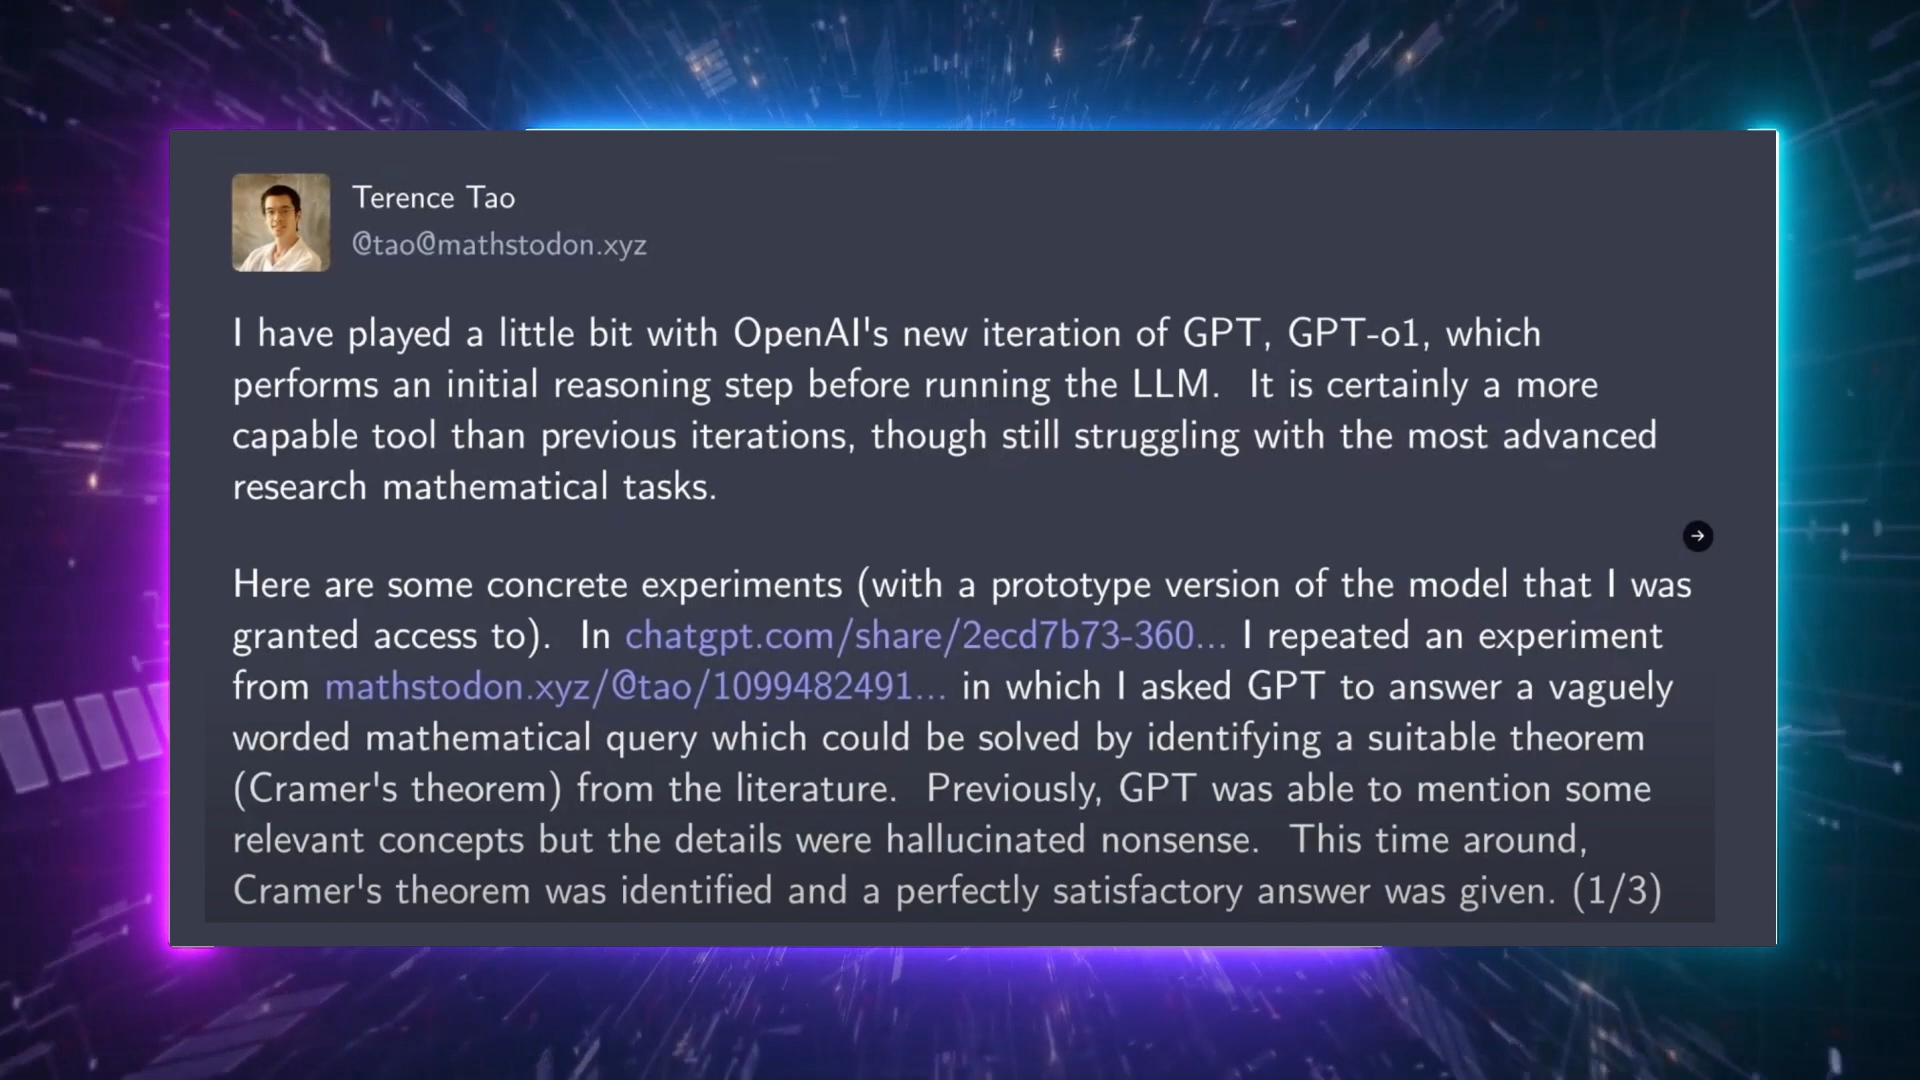 Terence Tao
@tao@mathstodon.xyz
I have played a little bit with OpenAI's new iteration of GPT, GPT-o1, which
performs an initial reasoning step before running the LLM.  It is certainly a more
capable tool than previous iterations, though still struggling with the most advanced
research mathematical tasks.
Here are some concrete experiments (with a prototype version of the model that I was
granted access to).  In chatgpt.com/share/2ecd7b73-360... I repeated an experiment
from mathstodon.xyz/@tao/1099482491... in which I asked GPT to answer a vaguely
worded mathematical query which could be solved by identifying a suitable theorem
(Cramer's theorem) from the literature.  Previously, GPT was able to mention some
relevant concepts but the details were hallucinated nonsense.  This time around,
Cramer's theorem was identified and a perfectly satisfactory answer was given. (1/3)